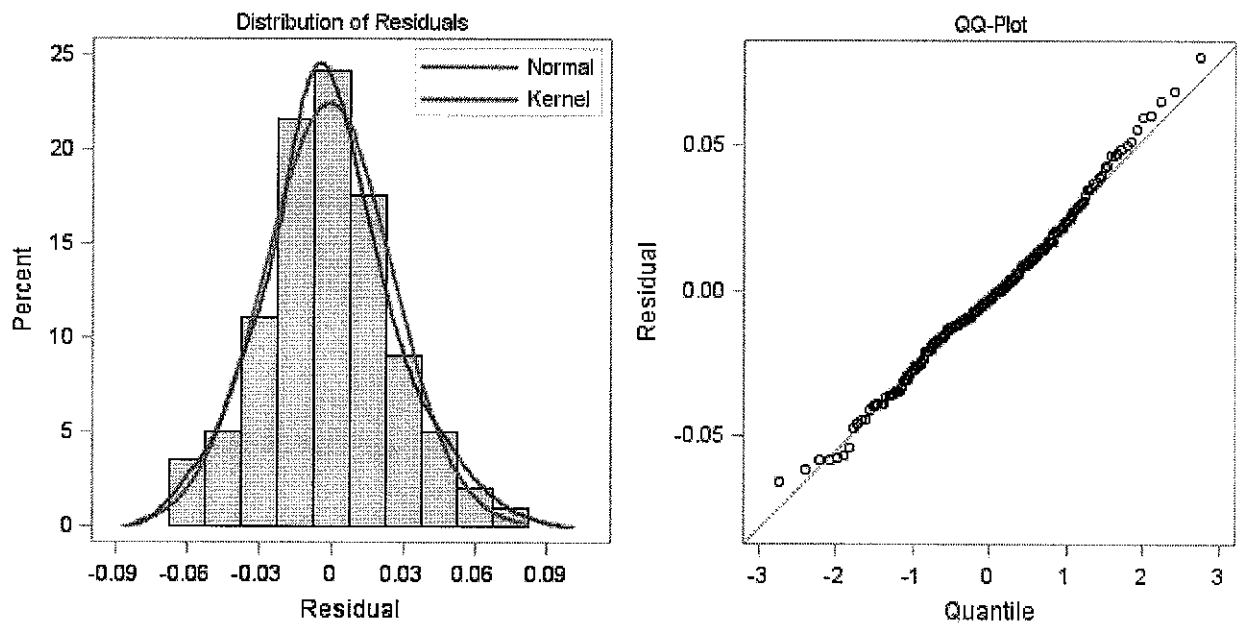 Distribution of Residuals
25
20
15
10
5
0
Percent
Normal
Kernel
-0.09 -0.06 -0.03 0 0.03 0.06 0.09
Residual
QQ-Plot
0.05
0.00
-0.05
Residual
-3 -2 -1 0 1 2 3
Quantile